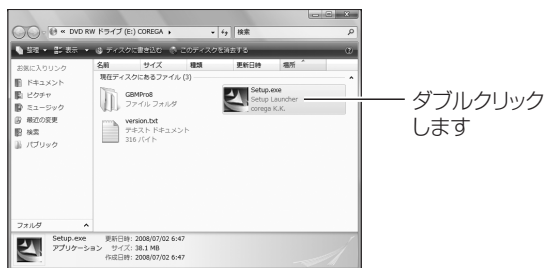 « DVD RW ドライブ (E:) COREGA
検索
整理 表示 ディスクに書き込む このディスクを消去する
お気に入りリンク
ドキュメント
ピクチャ
ミュージック
最近の変更
検索
パブリック
フォルダ
名前 サイズ 種類 更新日時 場所
現在ディスクにあるファイル (3)
GBMPro8
ファイル フォルダ
Setup.exe
Setup Launcher
corega K.K.
version.txt
テキスト ドキュメント
316 バイト
ダブルクリック
します
Setup.exe 更新日時: 2008/07/02 6:47
アプリケーション サイズ: 38.1 MB
作成日時: 2008/07/02 6:47